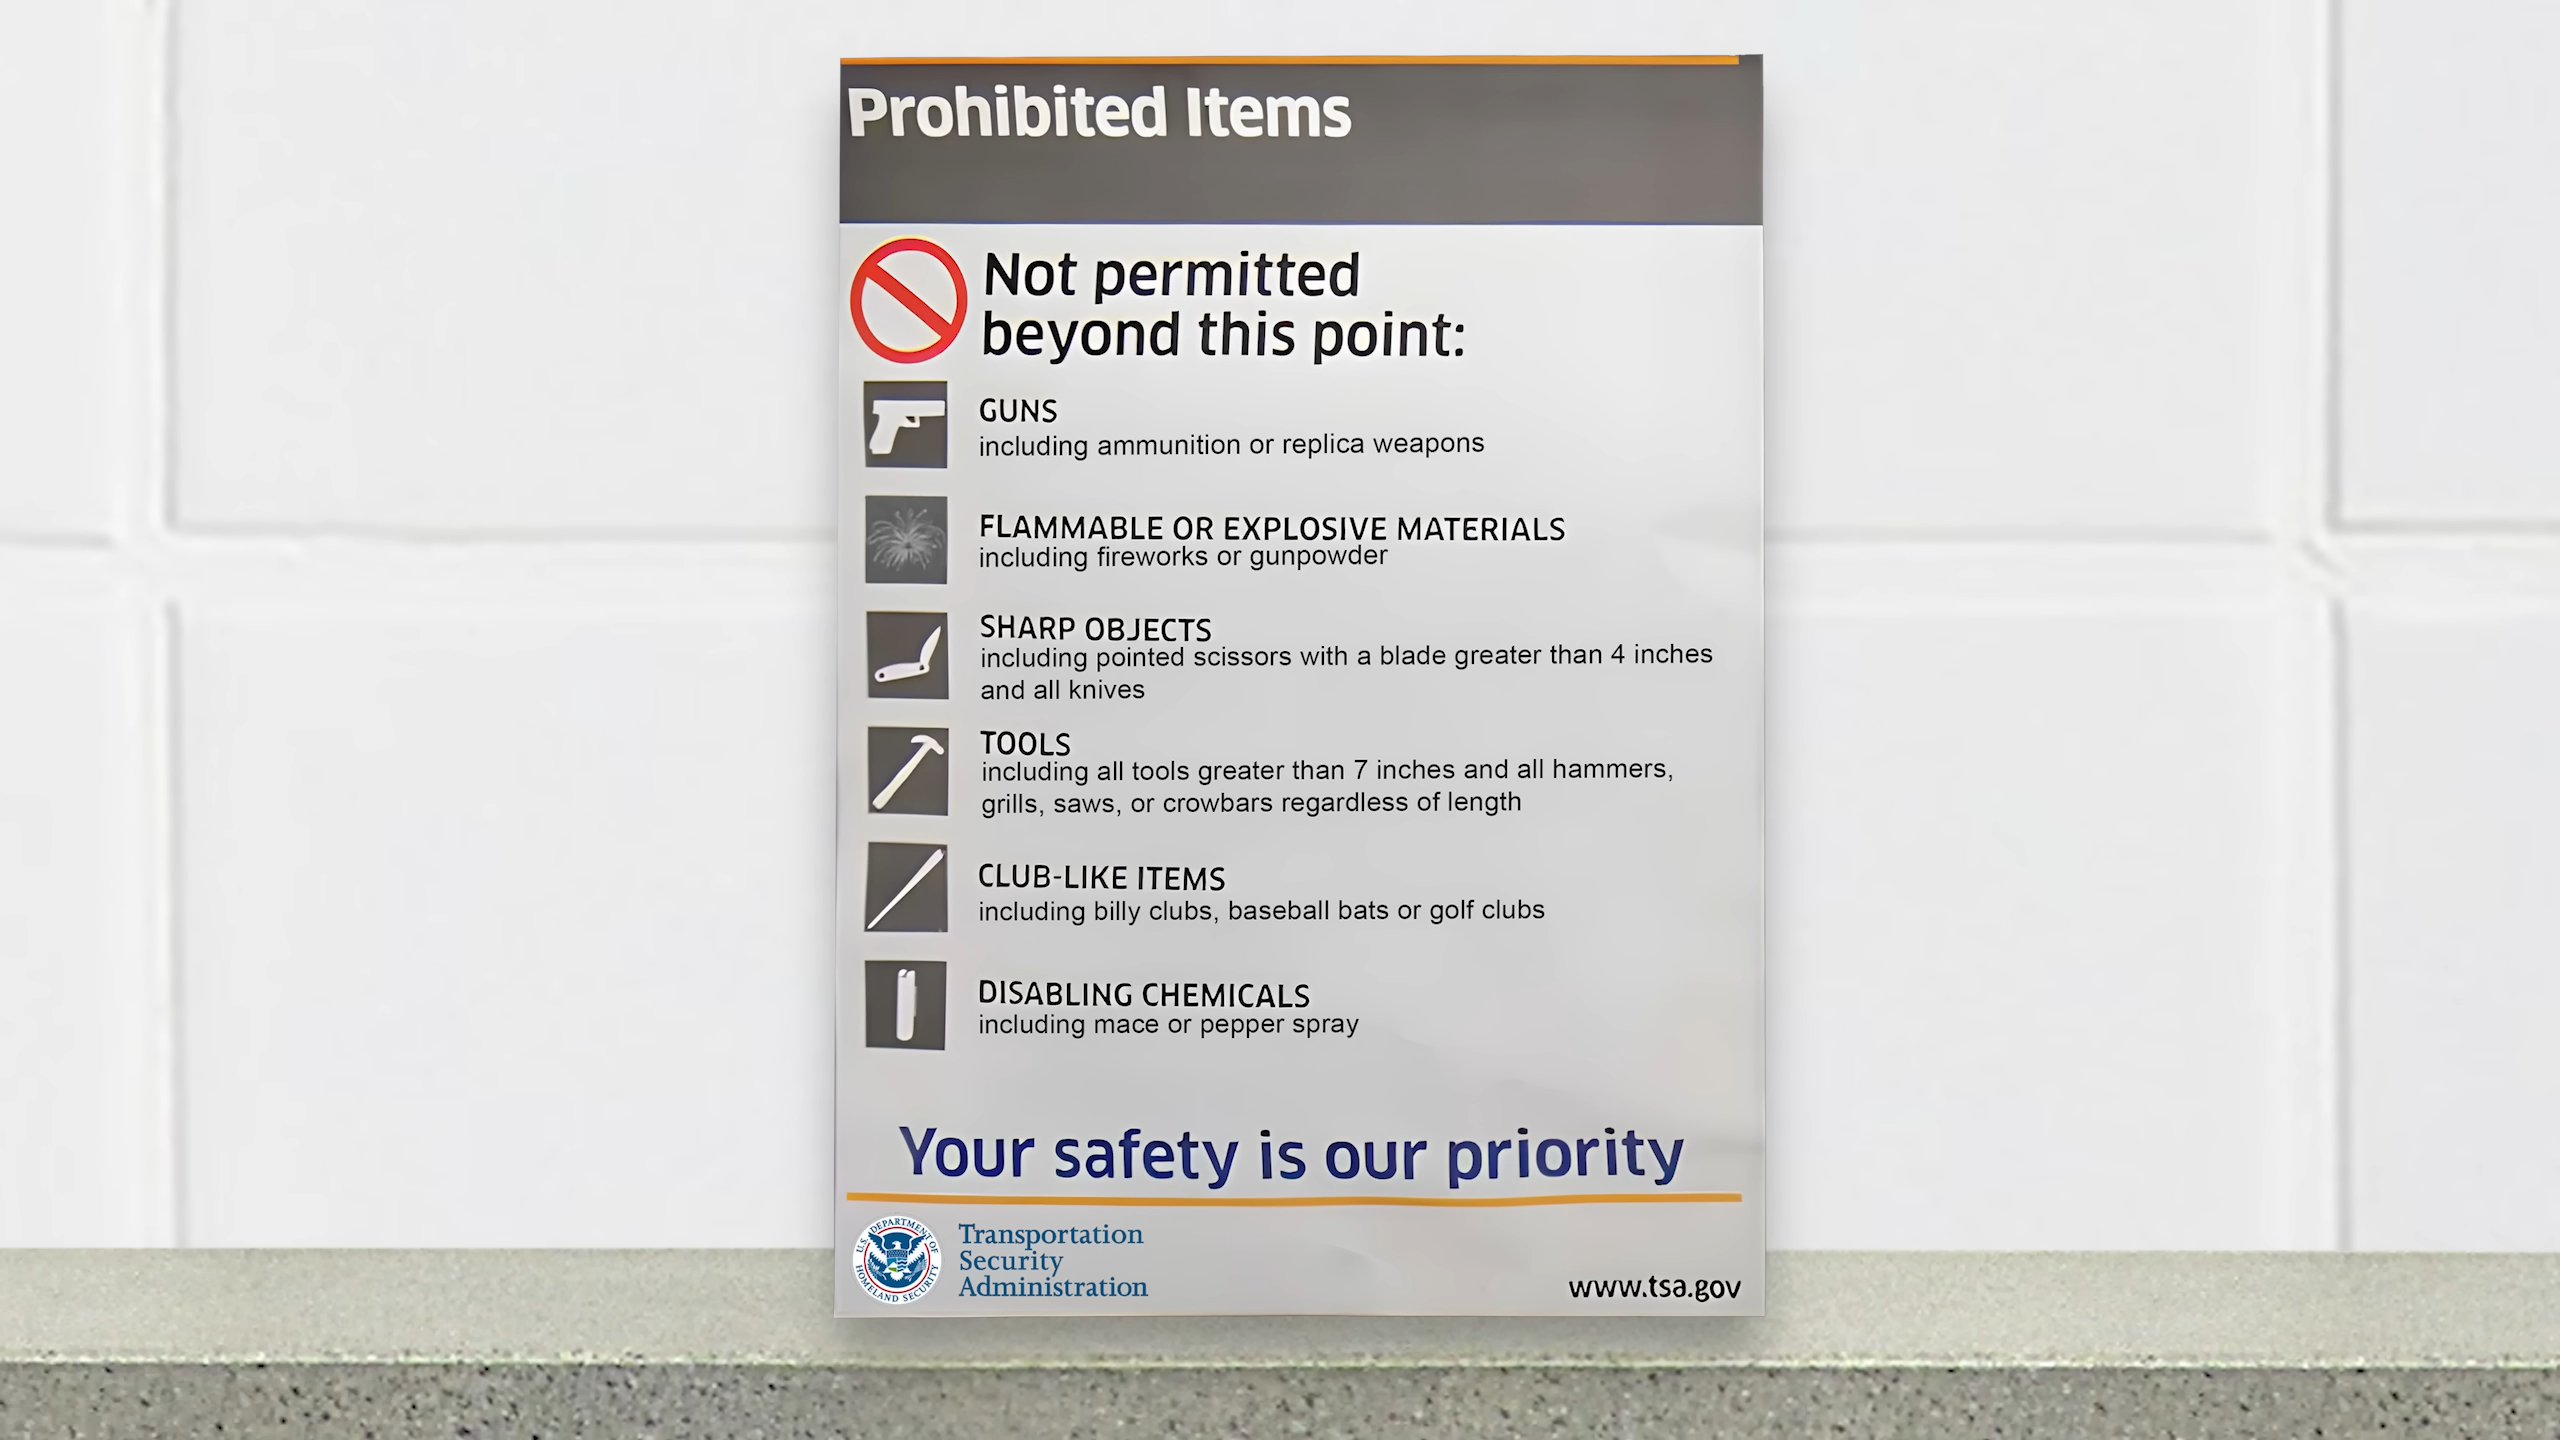 Prohibited Items
Not permitted
beyond this point:
GUNS
including ammunition or replica weapons
FLAMMABLE OR EXPLOSIVE MATERIALS
including fireworks or gunpowder
SHARP OBJECTS
including pointed scissors with a blade greater than 4 inches
and all knives
TOOLS
including all tools greater than 7 inches and all hammers,
grills, saws, or crowbars regardless of length
CLUB-LIKE ITEMS
including billy clubs, baseball bats or golf clubs
DISABLING CHEMICALS
including mace or pepper spray
Your safety is our priority
U.S. DEPARTMENT OF HOMELAND SECURITY
Transportation
Security
Administration
www.tsa.gov